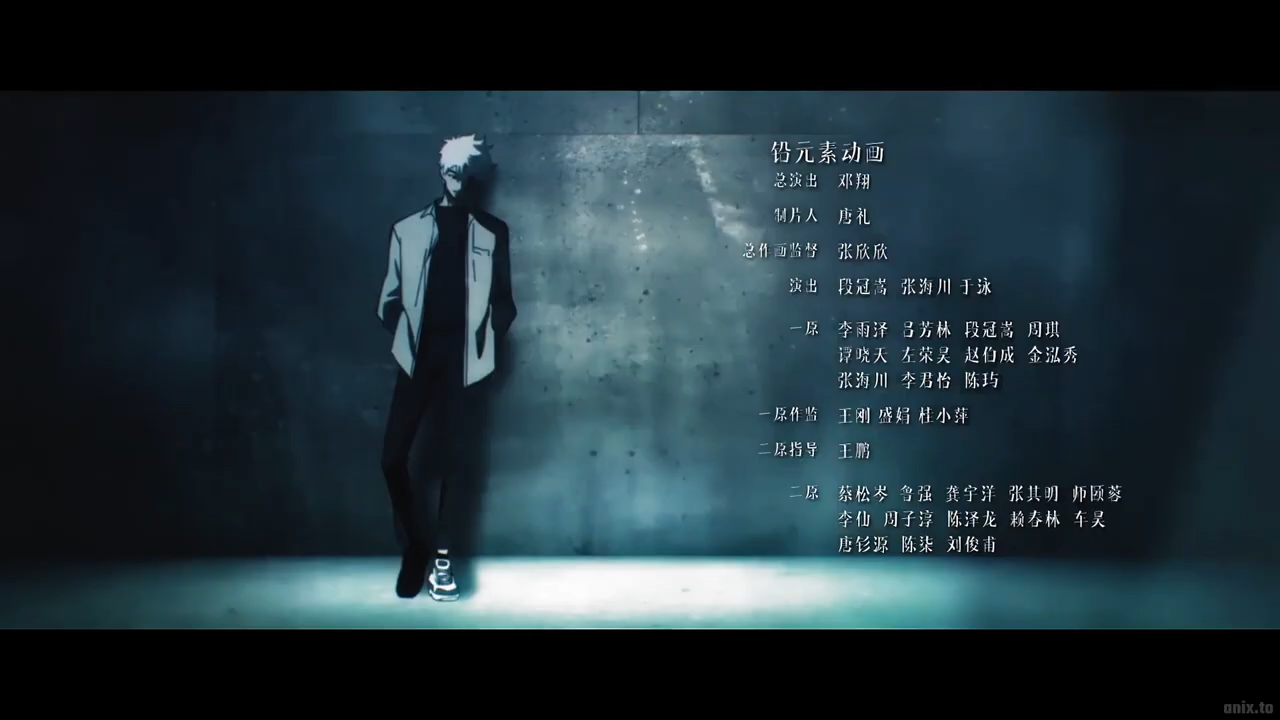 铅元素动画
总演出 邓翔
制片人 唐礼
总作画监督 张欣欣
演出 段冠嵩 张海川 于泳
一原 李雨泽 吕芳林 段冠嵩 周琪
谭晓天 左荣昊 赵伯成 金泓秀
张海川 李君怡 陈玙
一原作监 王刚 盛娟 桂小萍
二原指导 王鹏
二原 蔡松岑 鲁强 龚宇洋 张其明 师颐蓉
李仙 周子淳 陈泽龙 赖春林 车昊
唐钐源 陈柒 刘俊甫
anix.to